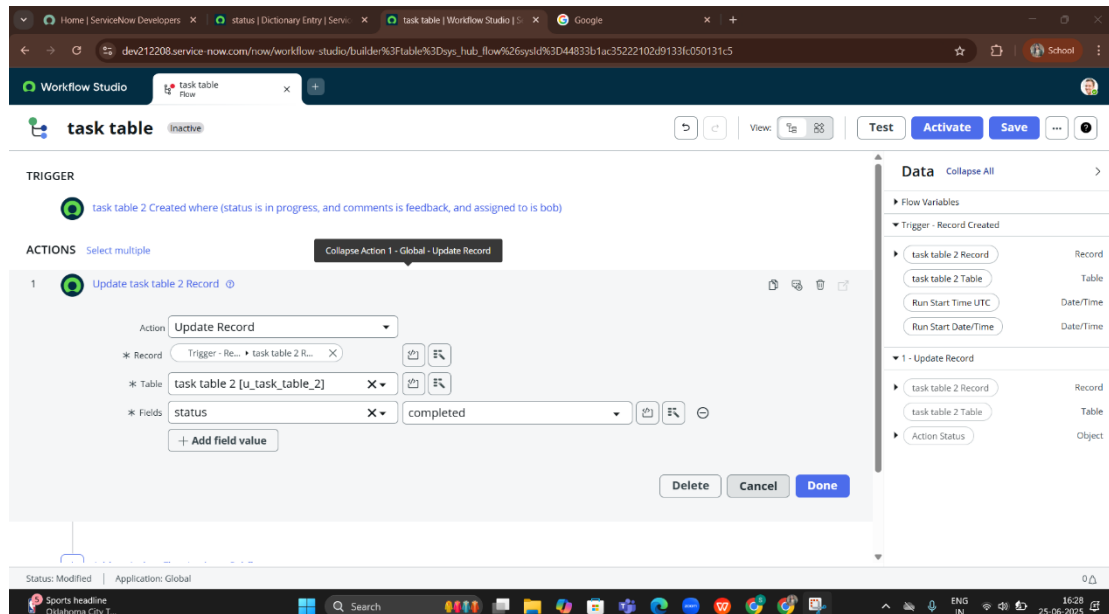 Home | ServiceNow Developers
status | Dictionary Entry | Servic
task table | Workflow Studio | S
Google
dev212208.service-now.com/now/workflow-studio/builder%3Ftable%3Dsys_hub_flow%26sysId%3D44833b1ac35222102d9133fc050131c5
School
Workflow Studio
task table
Flow
task table Inactive
View:
Test
Activate
Save
TRIGGER
task table 2 Created where (status is in progress, and comments is feedback, and assigned to is bob)
ACTIONS Select multiple
Collapse Action 1 - Global - Update Record
1 Update task table 2 Record
Action Update Record
* Record Trigger - Re... ▸ task table 2 R...
* Table task table 2 [u_task_table_2]
* Fields status completed
+ Add field value
Delete Cancel Done
Data Collapse All
Flow Variables
Trigger - Record Created
task table 2 Record Record
task table 2 Table Table
Run Start Time UTC Date/Time
Run Start Date/Time Date/Time
1 - Update Record
task table 2 Record Record
task table 2 Table Table
Action Status Object
Status: Modified | Application: Global
0
5
Sports headline
Oklahoma City T...
Search
ENG
IN
16:28
25-06-2025